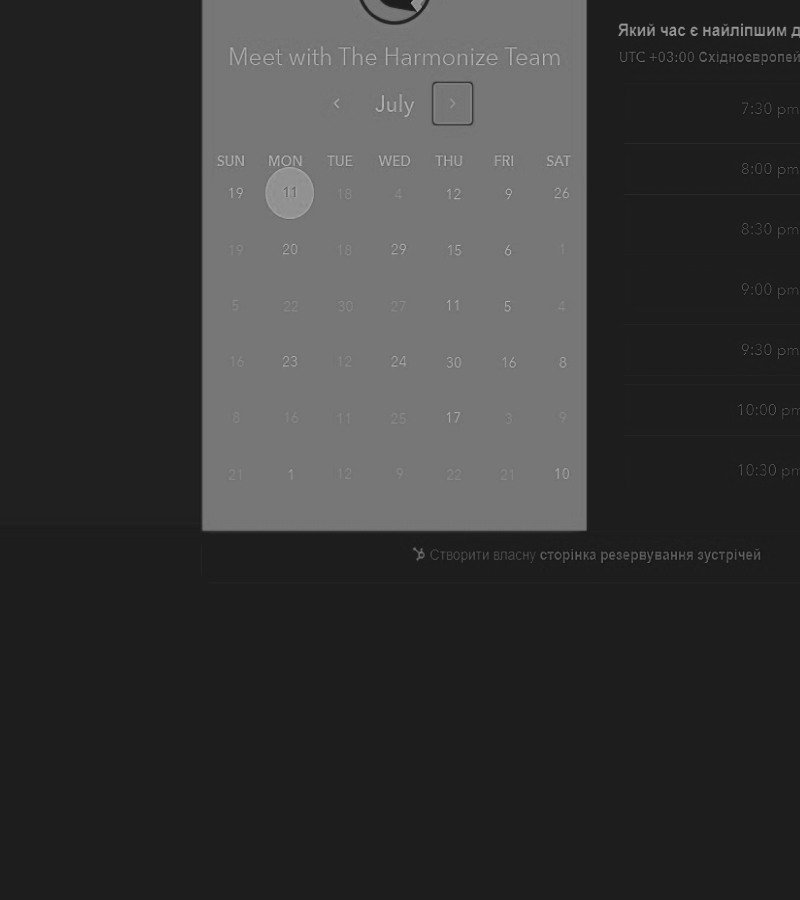 Meet with The Harmonize Team
July
SUN MON TUE WED THU FRI SAT
19 11 18 4 12 9 26
19 20 18 29 15 6 1
5 22 30 27 11 5 4
16 23 12 24 30 16 8
8 16 11 25 17 3 9
21 1 12 9 22 21 10
Який час є найліпшим
UTC +03:00
7:30 pm
8:00 pm
8:30 pm
9:00 pm
9:30 pm
10:00 pm
10:30 pm
Створити власну сторінка резервування зустрічей